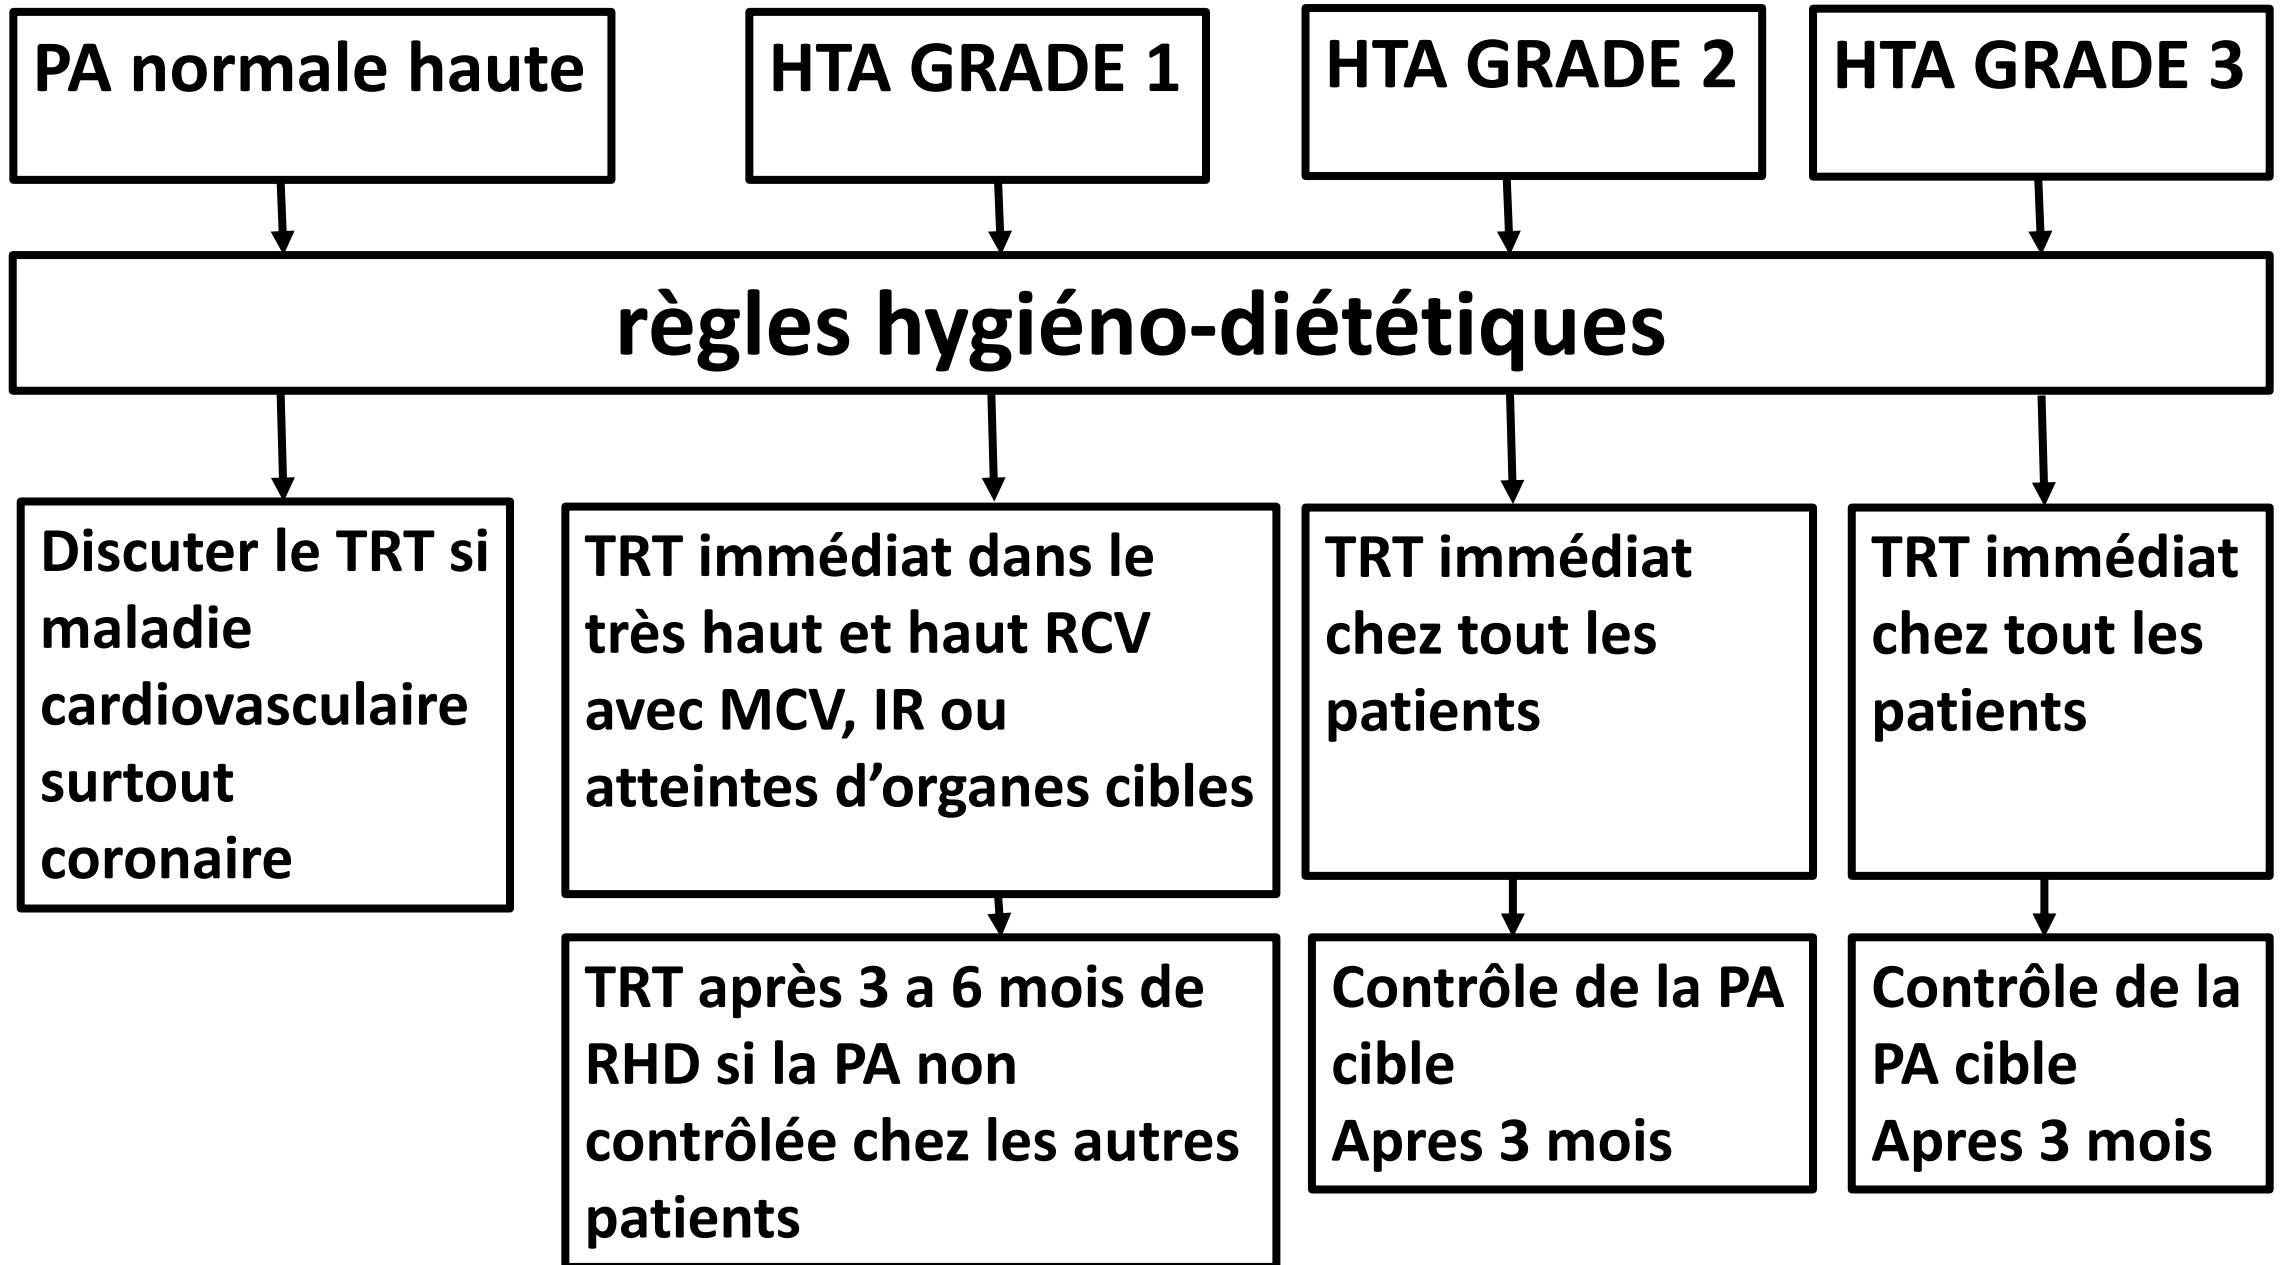 PA normale haute
HTA GRADE 1
HTA GRADE 2
HTA GRADE 3
règles hygiéno-diététiques
Discuter le TRT si
maladie
cardiovasculaire
surtout
coronaire
TRT immédiat dans le
très haut et haut RCV
avec MCV, IR ou
atteintes d’organes cibles
TRT immédiat
chez tout les
patients
TRT immédiat
chez tout les
patients
TRT après 3 a 6 mois de
RHD si la PA non
contrôlée chez les autres
patients
Contrôle de la PA
cible
Apres 3 mois
Contrôle de la
PA cible
Apres 3 mois